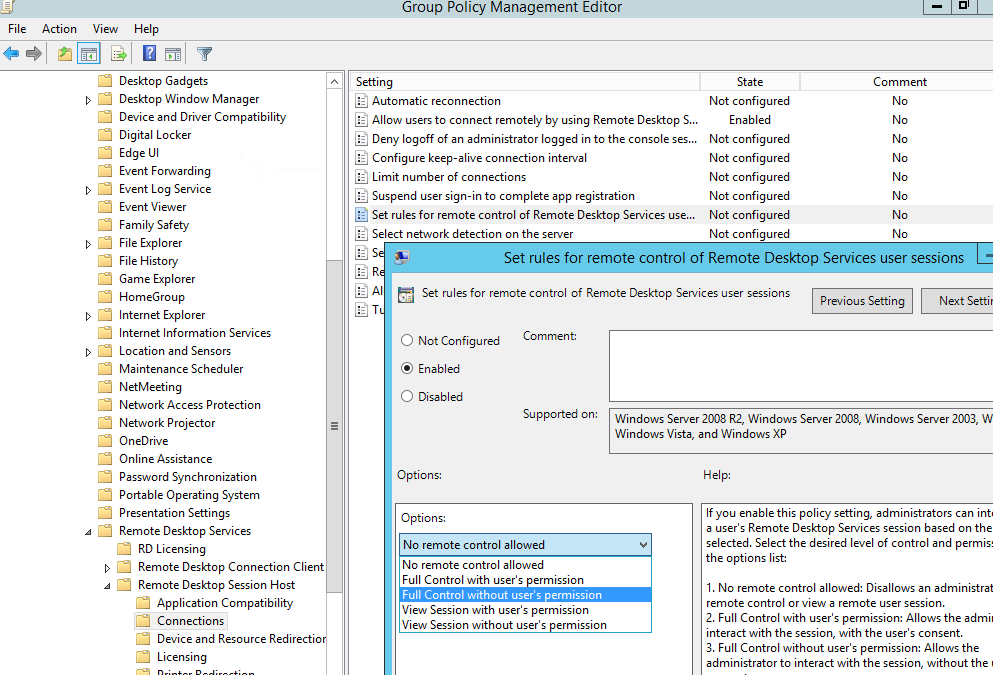 Group Policy Management Editor
File Action View Help
Desktop Gadgets
Desktop Window Manager
Device and Driver Compatibility
Digital Locker
Edge UI
Event Forwarding
Event Log Service
Event Viewer
Family Safety
File Explorer
File History
Game Explorer
HomeGroup
Internet Explorer
Internet Information Services
Location and Sensors
Maintenance Scheduler
NetMeeting
Network Access Protection
Network Projector
OneDrive
Online Assistance
Password Synchronization
Portable Operating System
Presentation Settings
Remote Desktop Services
RD Licensing
Remote Desktop Connection Client
Remote Desktop Session Host
Application Compatibility
Connections
Device and Resource Redirection
Licensing
Printer Redirection
Setting State Comment
Automatic reconnection Not configured No
Allow users to connect remotely by using Remote Desktop S... Enabled No
Deny logoff of an administrator logged in to the console ses... Not configured No
Configure keep-alive connection interval Not configured No
Limit number of connections Not configured No
Suspend user sign-in to complete app registration Not configured No
Set rules for remote control of Remote Desktop Services use... Not configured No
Select network detection on the server Not configured No
Se
Re
Al
Tu
Set rules for remote control of Remote Desktop Services user sessions
Set rules for remote control of Remote Desktop Services user sessions
Previous Setting Next Settin
Not Configured
Enabled
Disabled
Comment:
Supported on:
Windows Server 2008 R2, Windows Server 2008, Windows Server 2003, W
Windows Vista, and Windows XP
Options:
Help:
Options:
No remote control allowed
No remote control allowed
Full Control with user's permission
Full Control without user's permission
View Session with user's permission
View Session without user's permission
If you enable this policy setting, administrators can inte
a user's Remote Desktop Services session based on the
selected. Select the desired level of control and permiss
the options list:
1. No remote control allowed: Disallows an administrat
remote control or view a remote user session.
2. Full Control with user's permission: Allows the admin
interact with the session, with the user's consent.
3. Full Control without user's permission: Allows the
administrator to interact with the session, without the u